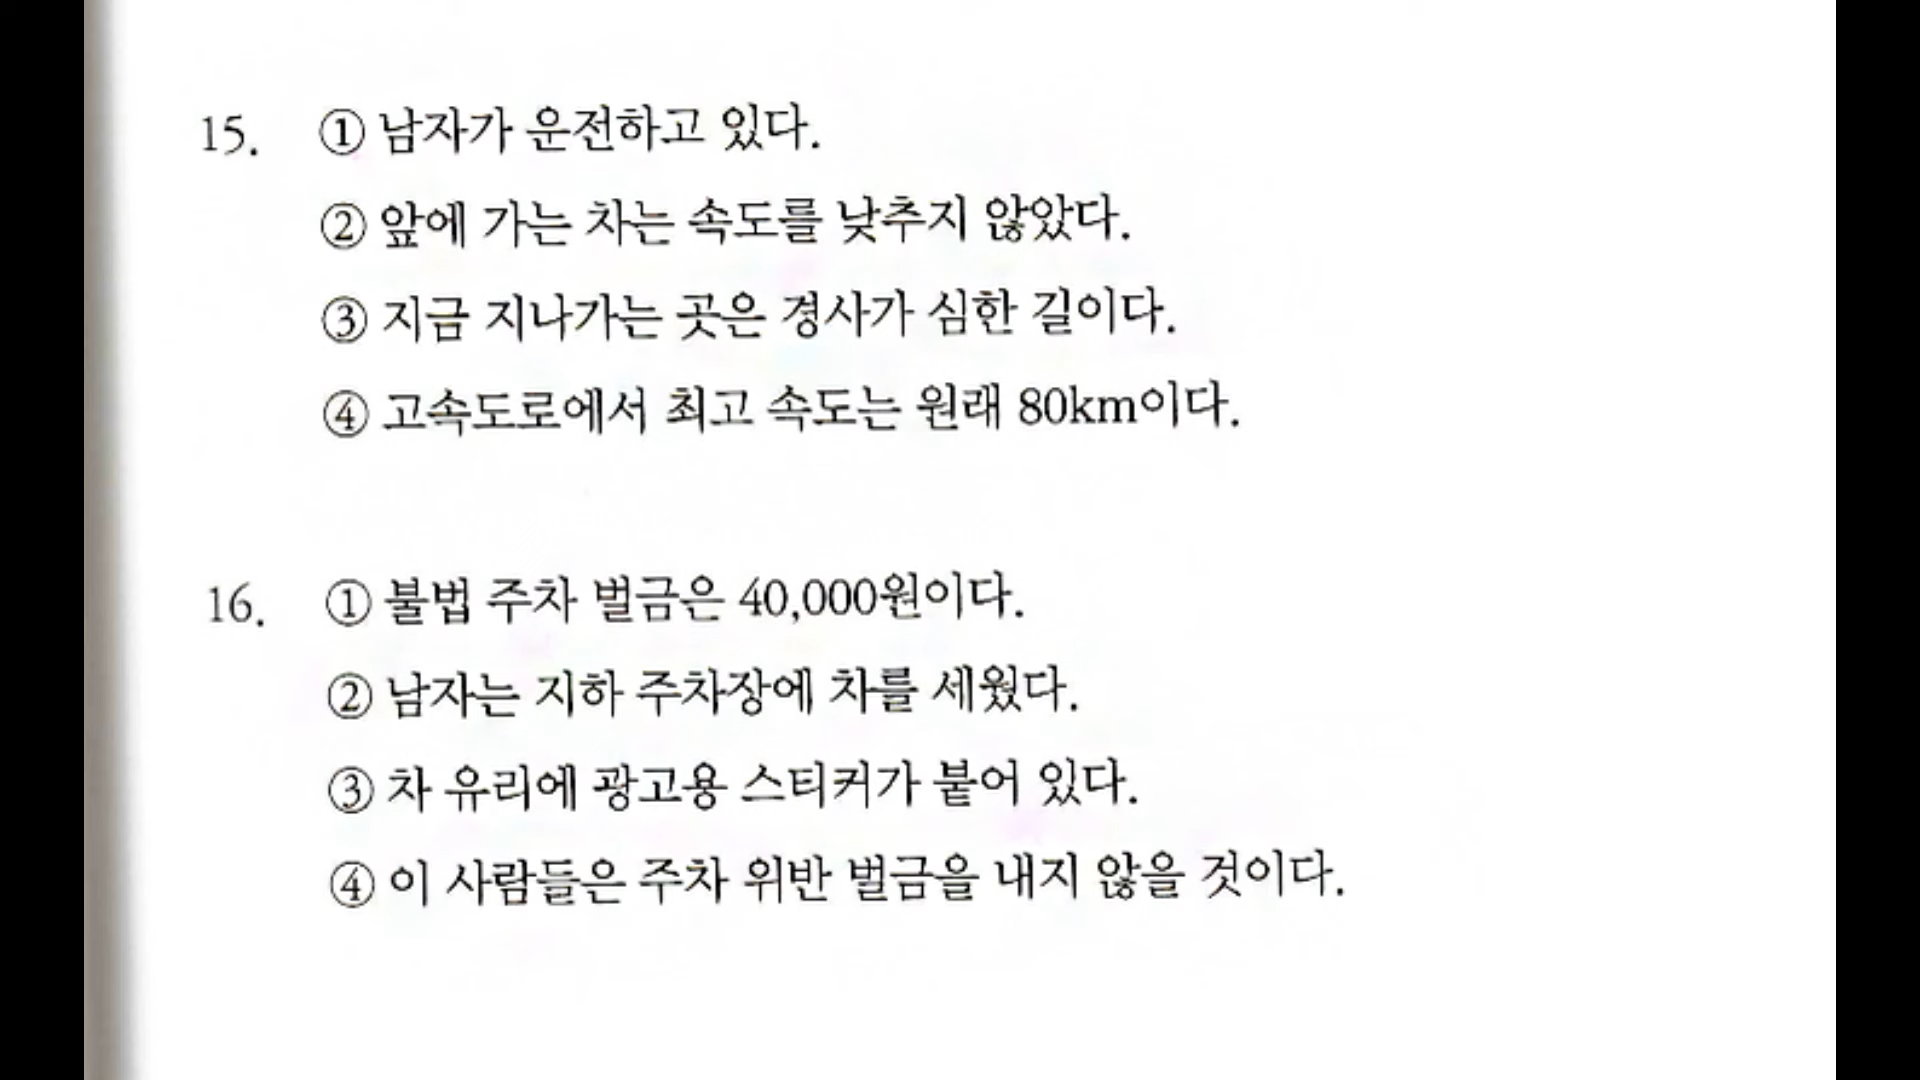 15. ① 남자가 운전하고 있다.
② 앞에 가는 차는 속도를 낮추지 않았다.
③ 지금 지나가는 곳은 경사가 심한 길이다.
④ 고속도로에서 최고 속도는 원래 80km이다.
16. ① 불법 주차 벌금은 40,000원이다.
② 남자는 지하 주차장에 차를 세웠다.
③ 차 유리에 광고용 스티커가 붙어 있다.
④ 이 사람들은 주차 위반 벌금을 내지 않을 것이다.